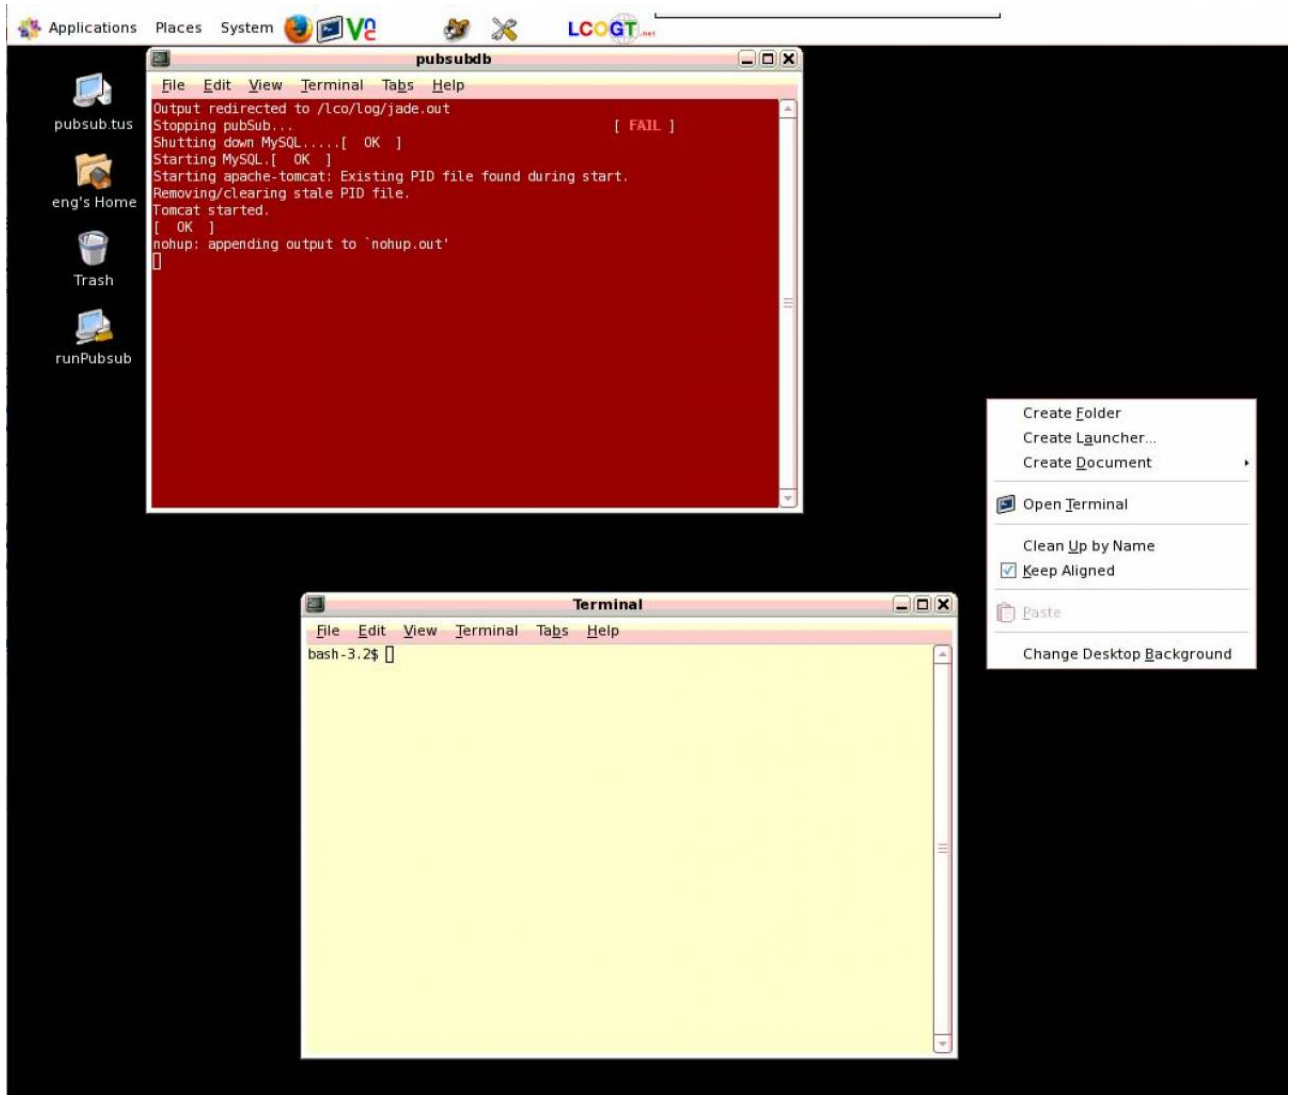 Applications Places System VNC LCOGT.net
pubsub.tus
eng's Home
Trash
runPubsub
pubsubdb
File Edit View Terminal Tabs Help
Output redirected to /lco/log/jade.out
Stopping pubSub... [ FAIL ]
Shutting down MySQL.....[ OK ]
Starting MySQL.[ OK ]
Starting apache-tomcat: Existing PID file found during start.
Removing/clearing stale PID file.
Tomcat started.
[ OK ]
nohup: appending output to `nohup.out'
Create Folder
Create Launcher...
Create Document
Open Terminal
Clean Up by Name
Keep Aligned
Paste
Change Desktop Background
Terminal
File Edit View Terminal Tabs Help
bash-3.2$